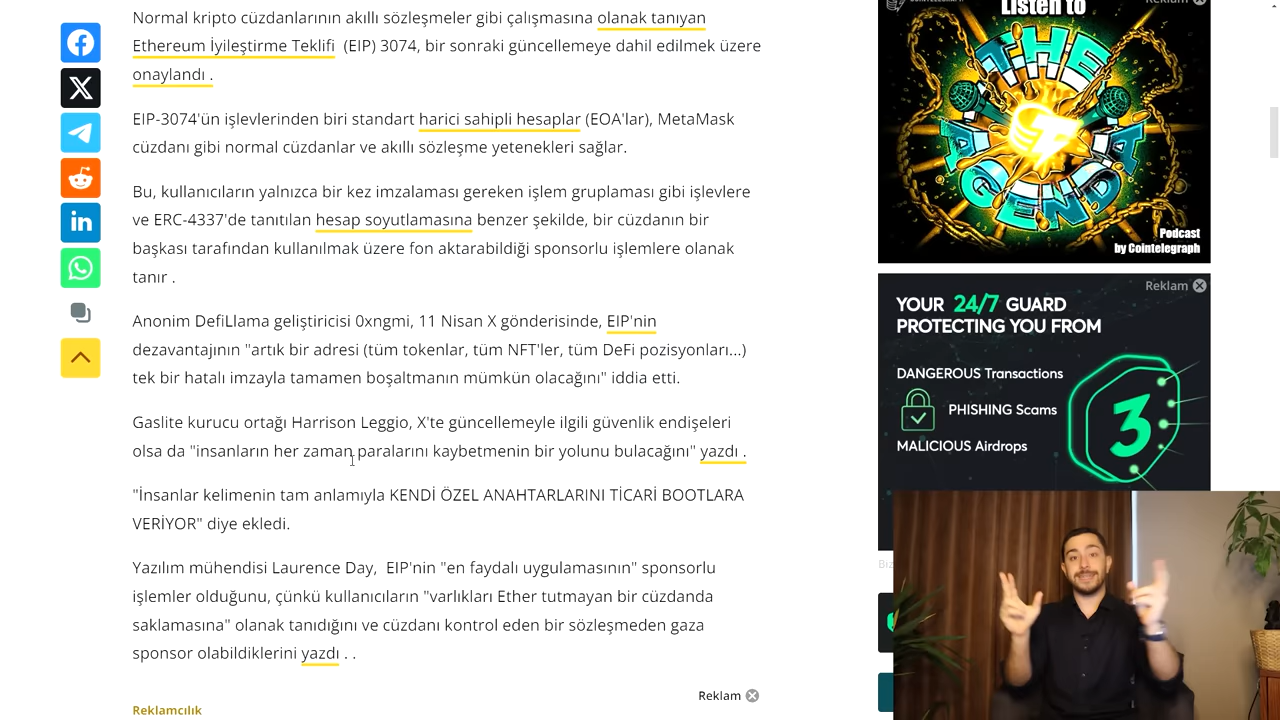 Normal kripto cüzdanlarının akıllı sözleşmeler gibi çalışmasına olanak tanıyan
Ethereum İyileştirme Teklifi (EIP) 3074, bir sonraki güncellemeye dahil edilmek üzere
onaylandı .
EIP-3074'ün işlevlerinden biri standart harici sahipli hesaplar (EOA'lar), MetaMask
cüzdanı gibi normal cüzdanlar ve akıllı sözleşme yetenekleri sağlar.
Bu, kullanıcıların yalnızca bir kez imzalaması gereken işlem gruplaması gibi işlevlere
ve ERC-4337'de tanıtılan hesap soyutlamasına benzer şekilde, bir cüzdanın bir
başkası tarafından kullanılmak üzere fon aktarabildiği sponsorlu işlemlere olanak
tanır .
Anonim DefiLlama geliştiricisi 0xngmi, 11 Nisan X gönderisinde, EIP'nin
dezavantajının "artık bir adresi (tüm tokenlar, tüm NFT'ler, tüm DeFi pozisyonları...)
tek bir hatalı imzayla tamamen boşaltmanın mümkün olacağını" iddia etti.
Gaslite kurucu ortağı Harrison Leggio, X'te güncellemeyle ilgili güvenlik endişeleri
olsa da "insanların her zaman paralarını kaybetmenin bir yolunu bulacağını" yazdı .
"İnsanlar kelimenin tam anlamıyla KENDİ ÖZEL ANAHTARLARINI TİCARİ BOOTLARA
VERİYOR" diye ekledi.
Yazılım mühendisi Laurence Day, EIP'nin "en faydalı uygulamasının" sponsorlu
işlemler olduğunu, çünkü kullanıcıların "varlıkları Ether tutmayan bir cüzdanda
saklamasına" olanak tanıdığını ve cüzdanı kontrol eden bir sözleşmeden gaza
sponsor olabildiklerini yazdı . .
Reklam
Reklamcılık
Reklam
Listen to
THE
AGENDA
Podcast
by Cointelegraph
Reklam
YOUR 24/7 GUARD
PROTECTING YOU FROM
DANGEROUS Transactions
PHISHING Scams
MALICIOUS Airdrops
3
Biz